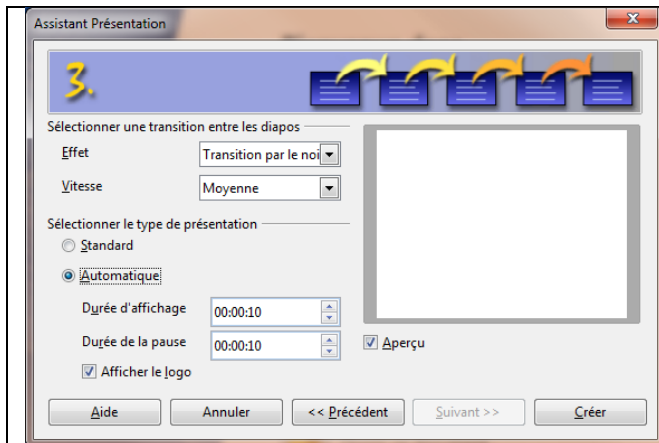 Assistant Présentation
3.
Sélectionner une transition entre les diapos
Effet Transition par le noi
Vitesse Moyenne
Sélectionner le type de présentation
Standard
Automatique
Durée d'affichage 00:00:10
Durée de la pause 00:00:10
Aperçu
Afficher le logo
Aide Annuler << Précédent Suivant >> Créer